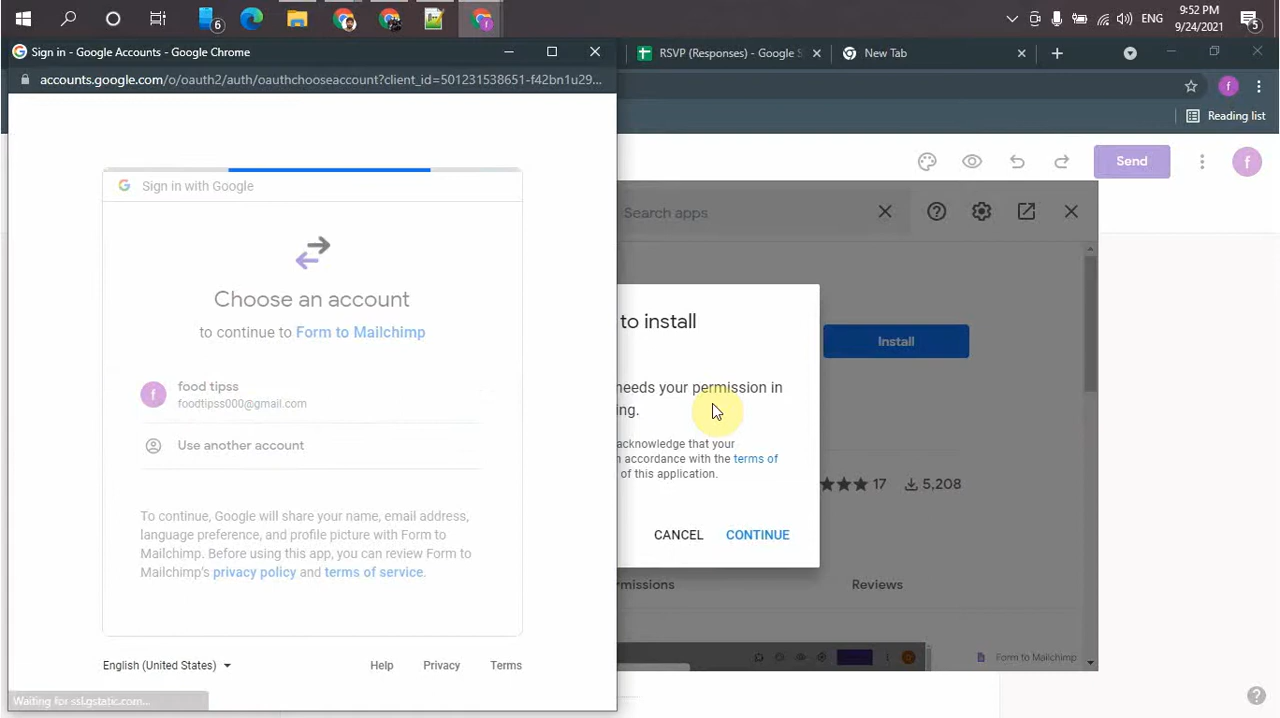 6
ENG
9:52 PM
9/24/2021
5
Sign in - Google Accounts - Google Chrome
RSVP (Responses) - Google S
New Tab
accounts.google.com/o/oauth2/auth/oauthchooseaccount?client_id=501231538651-f42bn1u29...
f
Reading list
Send
f
Sign in with Google
Search apps
Choose an account
to continue to Form to Mailchimp
to install
Install
f
food tipss
foodtipss000@gmail.com
needs your permission in
ing.
Use another account
acknowledge that your
n accordance with the terms of
of this application.
17
5,208
To continue, Google will share your name, email address,
language preference, and profile picture with Form to
Mailchimp. Before using this app, you can review Form to
Mailchimp's privacy policy and terms of service.
CANCEL
CONTINUE
rmissions
Reviews
English (United States)
Help
Privacy
Terms
Form to Mailchimp
Waiting for ssl.gstatic.com...